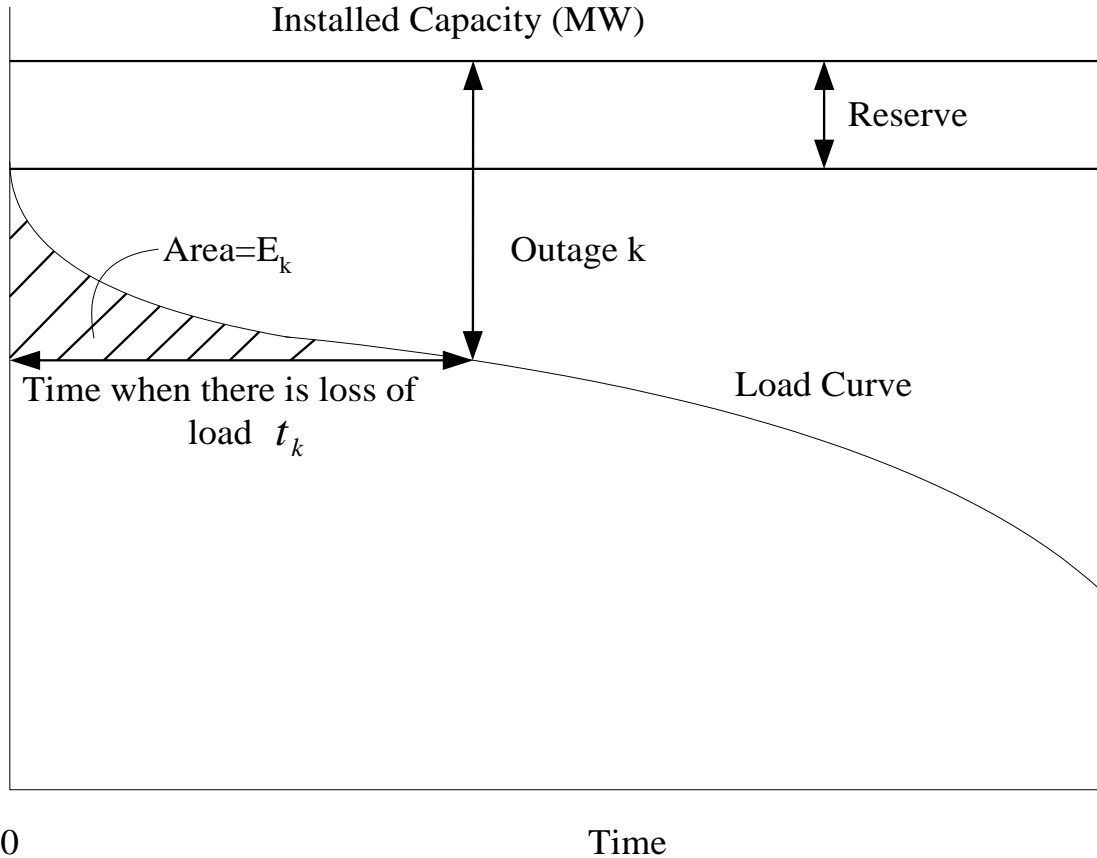 Installed Capacity (MW)
Reserve
Area=E_k
Outage k
Time when there is loss of
load t_k
Load Curve
0
Time